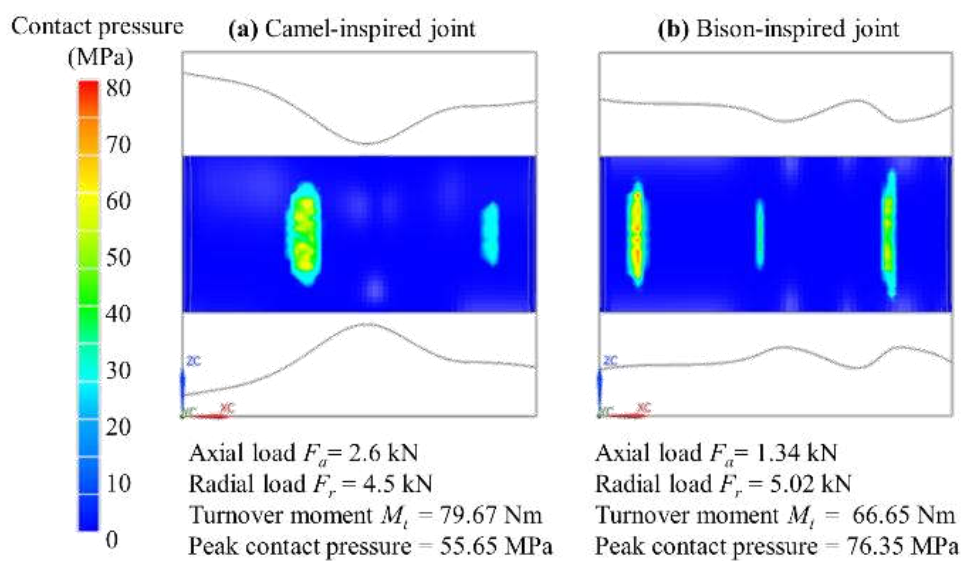 Contact pressure
(MPa)
80
70
60
50
40
30
20
10
0
(a) Camel-inspired joint
ZC
YC
XC
Axial load Fₐ= 2.6 kN
Radial load Fᵣ = 4.5 kN
Turnover moment Mₜ = 79.67 Nm
Peak contact pressure = 55.65 MPa
(b) Bison-inspired joint
ZC
YC
XC
Axial load Fₐ= 1.34 kN
Radial load Fᵣ = 5.02 kN
Turnover moment Mₜ = 66.65 Nm
Peak contact pressure = 76.35 MPa